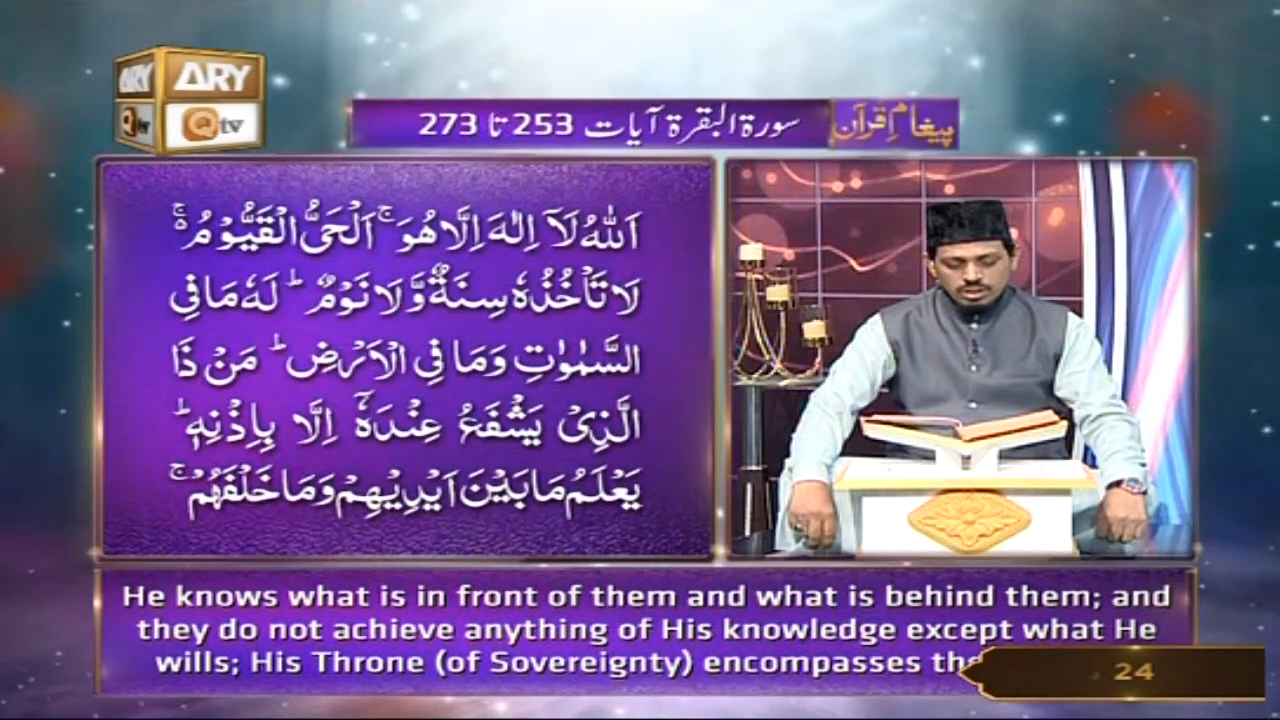 ARY
ARY
Q tv
Q tv
پیغامِ قرآن
سورۃ البقرۃ آیات 253 تا 273
اَللّٰهُ لَاۤ اِلٰهَ اِلَّا هُوَ ۚ اَلْحَیُّ الْقَیُّوْمُ ۬ۚ
لَا تَاْخُذُهٗ سِنَةٌ وَّ لَا نَوْمٌ ؕ لَهٗ مَا فِی
السَّمٰوٰتِ وَمَا فِی الْاَرْضِ ؕ مَنْ ذَا
الَّذِیْ یَشْفَعُ عِنْدَهٗۤ اِلَّا بِاِذْنِهٖ ؕ
یَعْلَمُ مَا بَیْنَ اَیْدِیْهِمْ وَمَا خَلْفَهُمْ ۚ
He knows what is in front of them and what is behind them; and
they do not achieve anything of His knowledge except what He
wills; His Throne (of Sovereignty) encompasses the
24